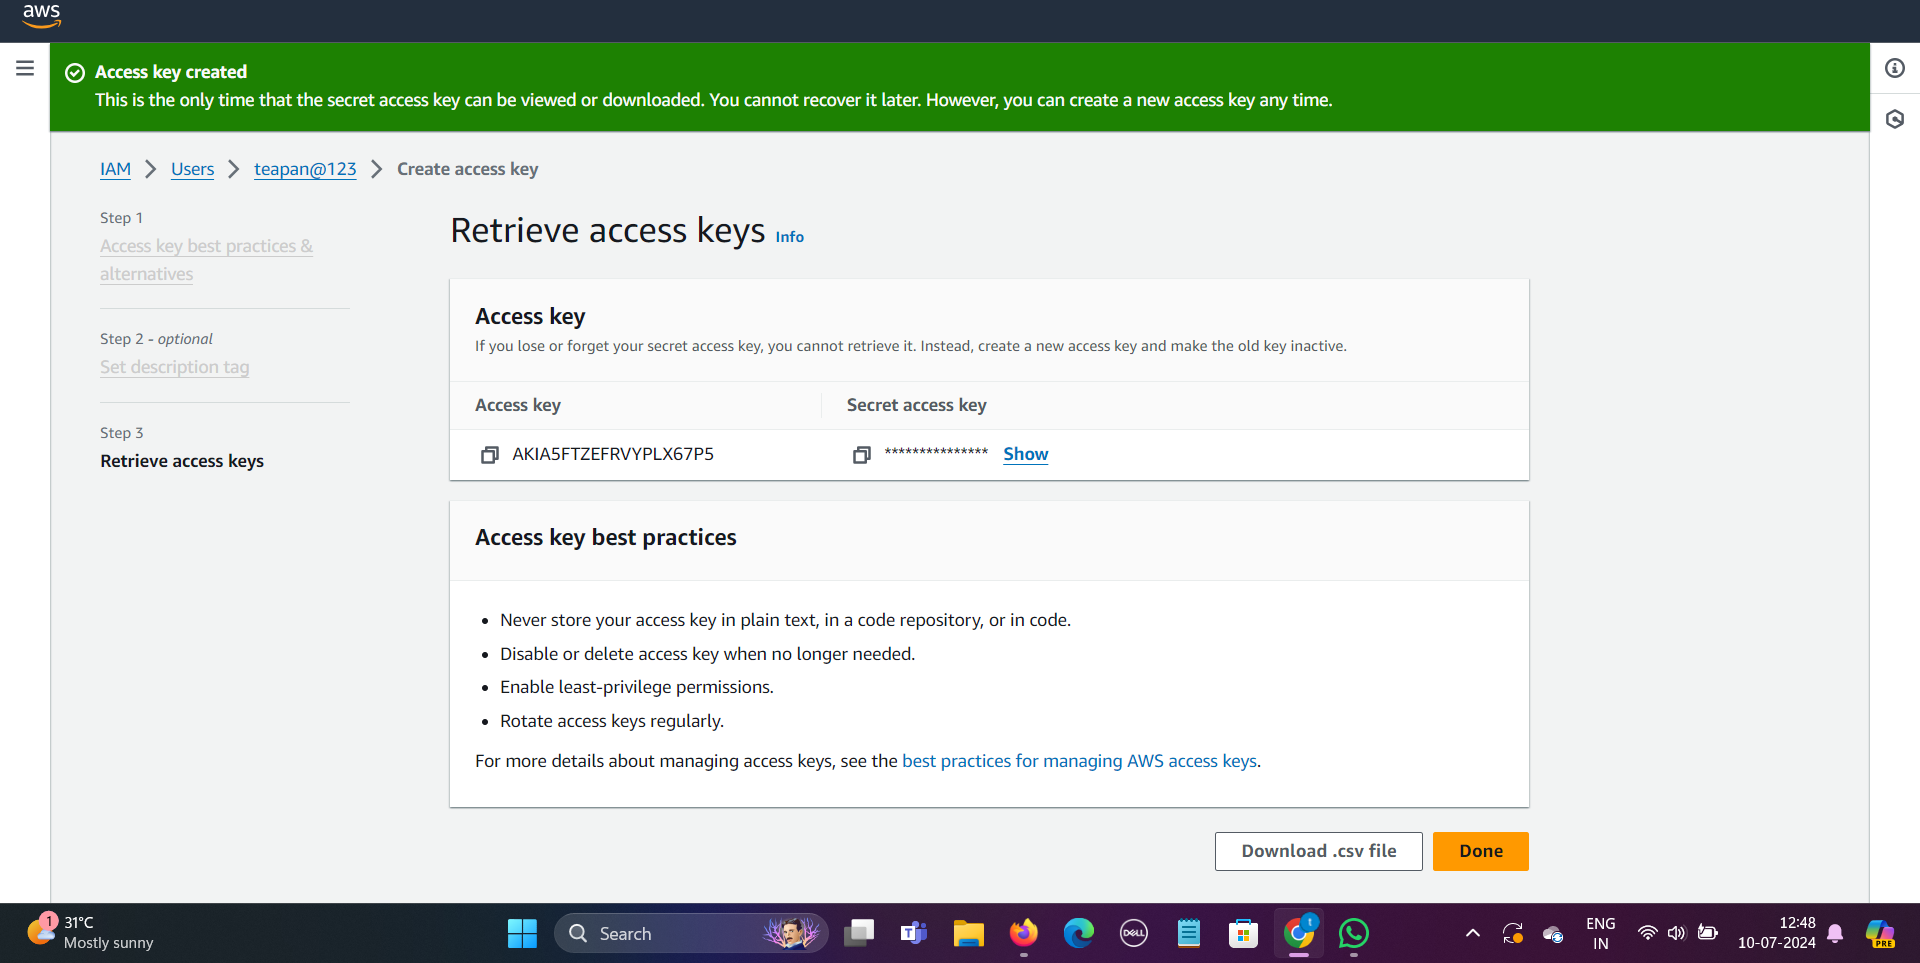 aws
Access key created
This is the only time that the secret access key can be viewed or downloaded. You cannot recover it later. However, you can create a new access key any time.
IAM > Users > teapan@123 > Create access key
Step 1
Access key best practices &
alternatives
Step 2 - optional
Set description tag
Step 3
Retrieve access keys
Retrieve access keys Info
Access key
If you lose or forget your secret access key, you cannot retrieve it. Instead, create a new access key and make the old key inactive.
Access key Secret access key
AKIA5FTZEFRVYPLX67P5 *************** Show
Access key best practices
• Never store your access key in plain text, in a code repository, or in code.
• Disable or delete access key when no longer needed.
• Enable least-privilege permissions.
• Rotate access keys regularly.
For more details about managing access keys, see the best practices for managing AWS access keys.
Download .csv file Done
1
31°C
Mostly sunny
Search
T
DELL
t
ENG
IN
12:48
10-07-2024
PRE